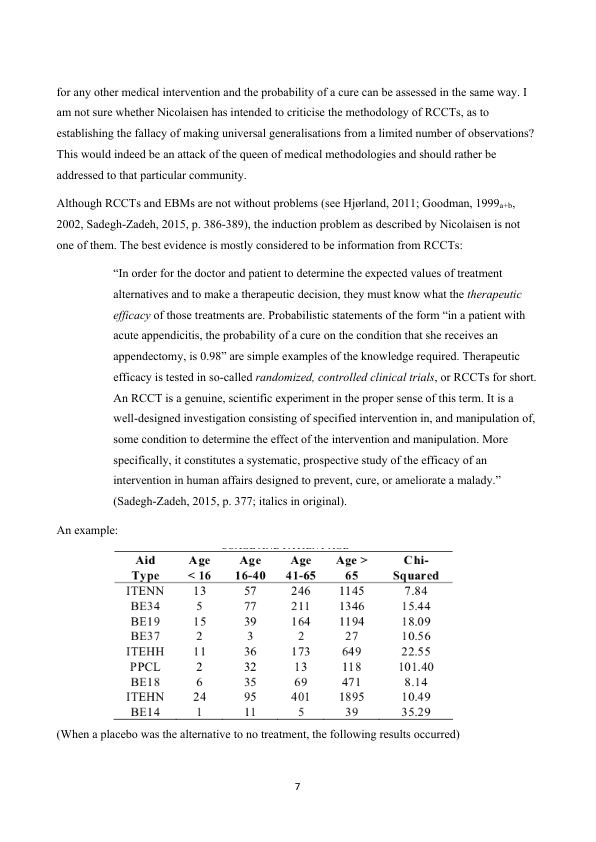 for any other medical intervention and the probability of a cure can be assessed in the same way. I
am not sure whether Nicolaisen has intended to criticise the methodology of RCCTs, as to
establishing the fallacy of making universal generalisations from a limited number of observations?
This would indeed be an attack of the queen of medical methodologies and should rather be
addressed to that particular community.
Although RCCTs and EBMs are not without problems (see Hjørland, 2011; Goodman, 1999a+b,
2002, Sadegh-Zadeh, 2015, p. 386-389), the induction problem as described by Nicolaisen is not
one of them. The best evidence is mostly considered to be information from RCCTs:
“In order for the doctor and patient to determine the expected values of treatment
alternatives and to make a therapeutic decision, they must know what the therapeutic
efficacy of those treatments are. Probabilistic statements of the form “in a patient with
acute appendicitis, the probability of a cure on the condition that she receives an
appendectomy, is 0.98” are simple examples of the knowledge required. Therapeutic
efficacy is tested in so-called randomized, controlled clinical trials, or RCCTs for short.
An RCCT is a genuine, scientific experiment in the proper sense of this term. It is a
well-designed investigation consisting of specified intervention in, and manipulation of,
some condition to determine the effect of the intervention and manipulation. More
specifically, it constitutes a systematic, prospective study of the efficacy of an
intervention in human affairs designed to prevent, cure, or ameliorate a malady.”
(Sadegh-Zadeh, 2015, p. 377; italics in original).
An example:
Aid Age Age Age Age > Chi-
Type < 16 16-40 41-65 65 Squared
ITENN 13 57 246 1145 7.84
BE34 5 77 211 1346 15.44
BE19 15 39 164 1194 18.09
BE37 2 3 2 27 10.56
ITEHH 11 36 173 649 22.55
PPCL 2 32 13 118 101.40
BE18 6 35 69 471 8.14
ITEHN 24 95 401 1895 10.49
BE14 1 11 5 39 35.29
(When a placebo was the alternative to no treatment, the following results occurred)
7